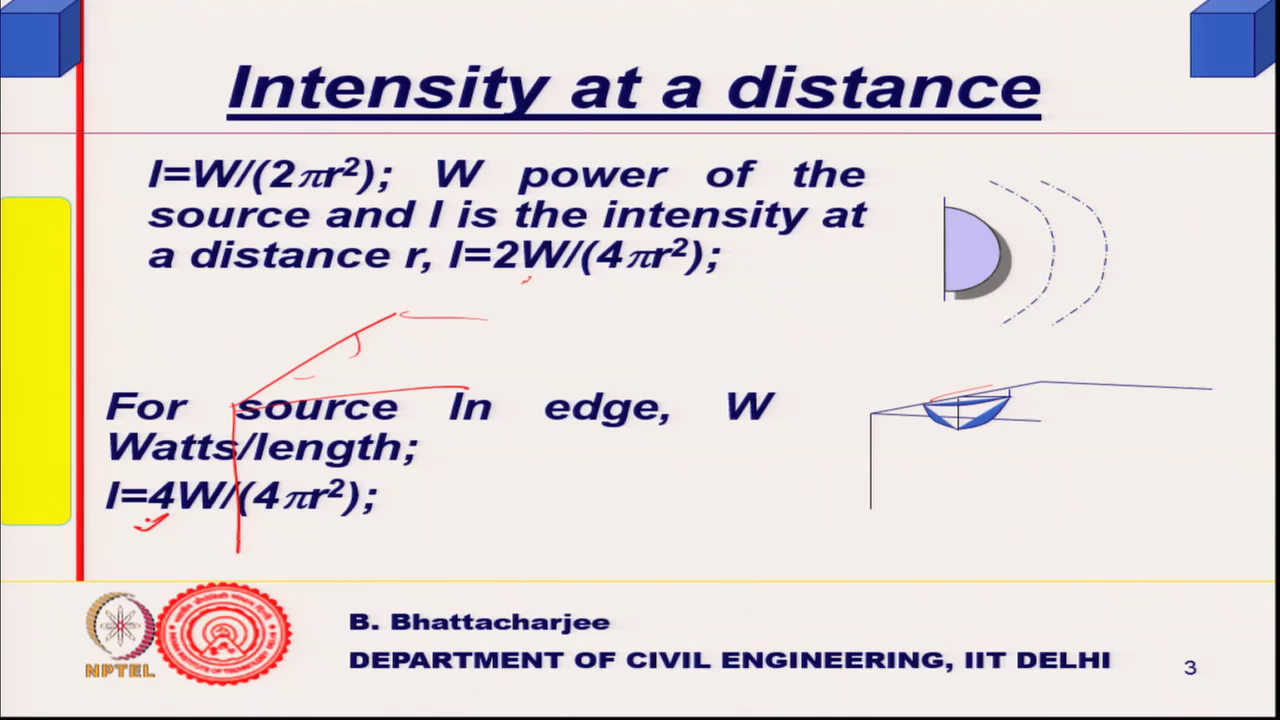 Intensity at a distance
I=W/(2πr²); W power of the
source and I is the intensity at
a distance r, I=2W/(4πr²);
For source In edge, W
Watts/length;
I=4W/(4πr²);
NPTEL
B. Bhattacharjee
DEPARTMENT OF CIVIL ENGINEERING, IIT DELHI
3